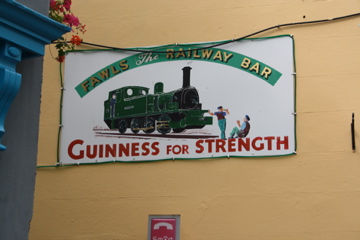 FAWLS The RAILWAY BAR
GUINNESS FOR STRENGTH